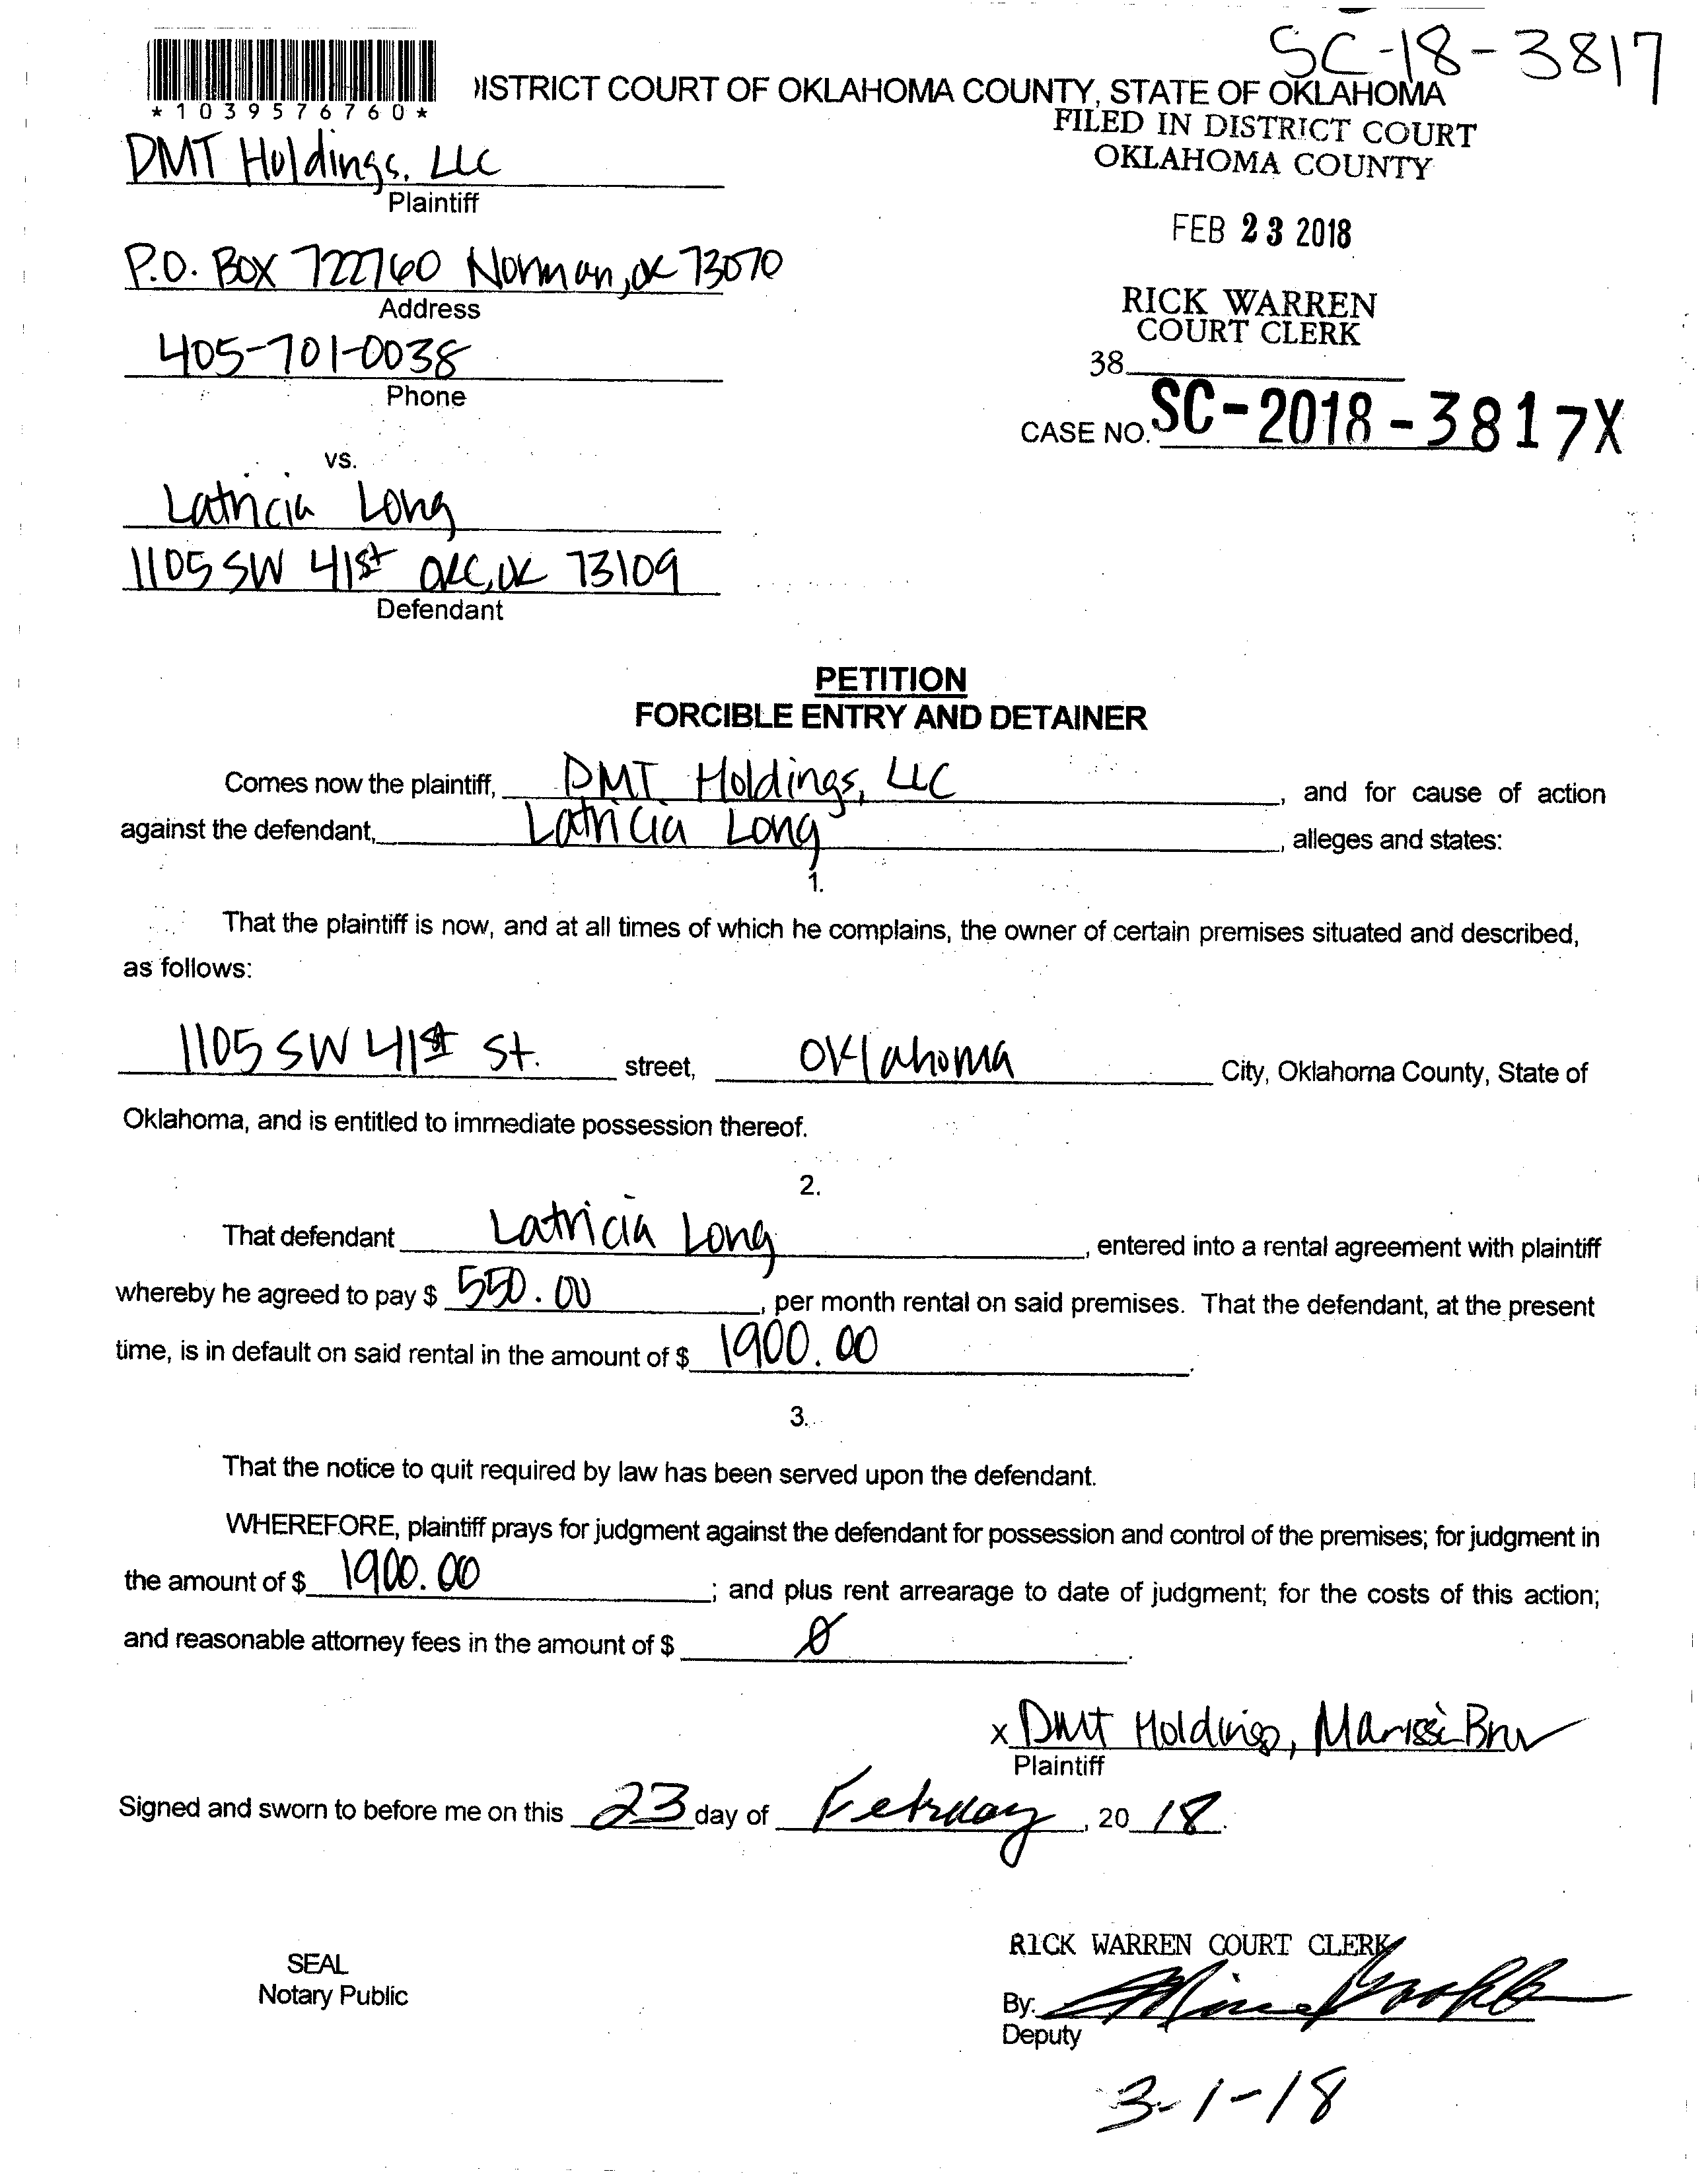 SC-18-3817
*1039576760*
DISTRICT COURT OF OKLAHOMA COUNTY, STATE OF OKLAHOMA
FILED IN DISTRICT COURT
OKLAHOMA COUNTY
DMT Holdings, LLC
Plaintiff
FEB 23 2018
P.O. Box 722760 Norman, OK 73070
Address
RICK WARREN
COURT CLERK
405-701-0038
Phone
38
CASE NO. SC-2018-3817X
vs.
Latricia Long
1105 SW 41st OKC, OK 73109
Defendant
PETITION
FORCIBLE ENTRY AND DETAINER
Comes now the plaintiff, DMT Holdings, LLC, and for cause of action
against the defendant, Latricia Long, alleges and states:
1.
That the plaintiff is now, and at all times of which he complains, the owner of certain premises situated and described,
as follows:
1105 SW 41st St. street, Oklahoma City, Oklahoma County, State of
Oklahoma, and is entitled to immediate possession thereof.
2.
That defendant Latricia Long, entered into a rental agreement with plaintiff
whereby he agreed to pay $ 550.00, per month rental on said premises. That the defendant, at the present
time, is in default on said rental in the amount of $ 1900.00.
3.
That the notice to quit required by law has been served upon the defendant.
WHEREFORE, plaintiff prays for judgment against the defendant for possession and control of the premises; for judgment in
the amount of $ 1900.00; and plus rent arrearage to date of judgment; for the costs of this action;
and reasonable attorney fees in the amount of $ 0.
x DMT Holdings, 
Plaintiff
Signed and sworn to before me on this 23 day of February, 20 18.
RICK WARREN COURT CLERK
SEAL
Notary Public
By:
Deputy
3-1-18